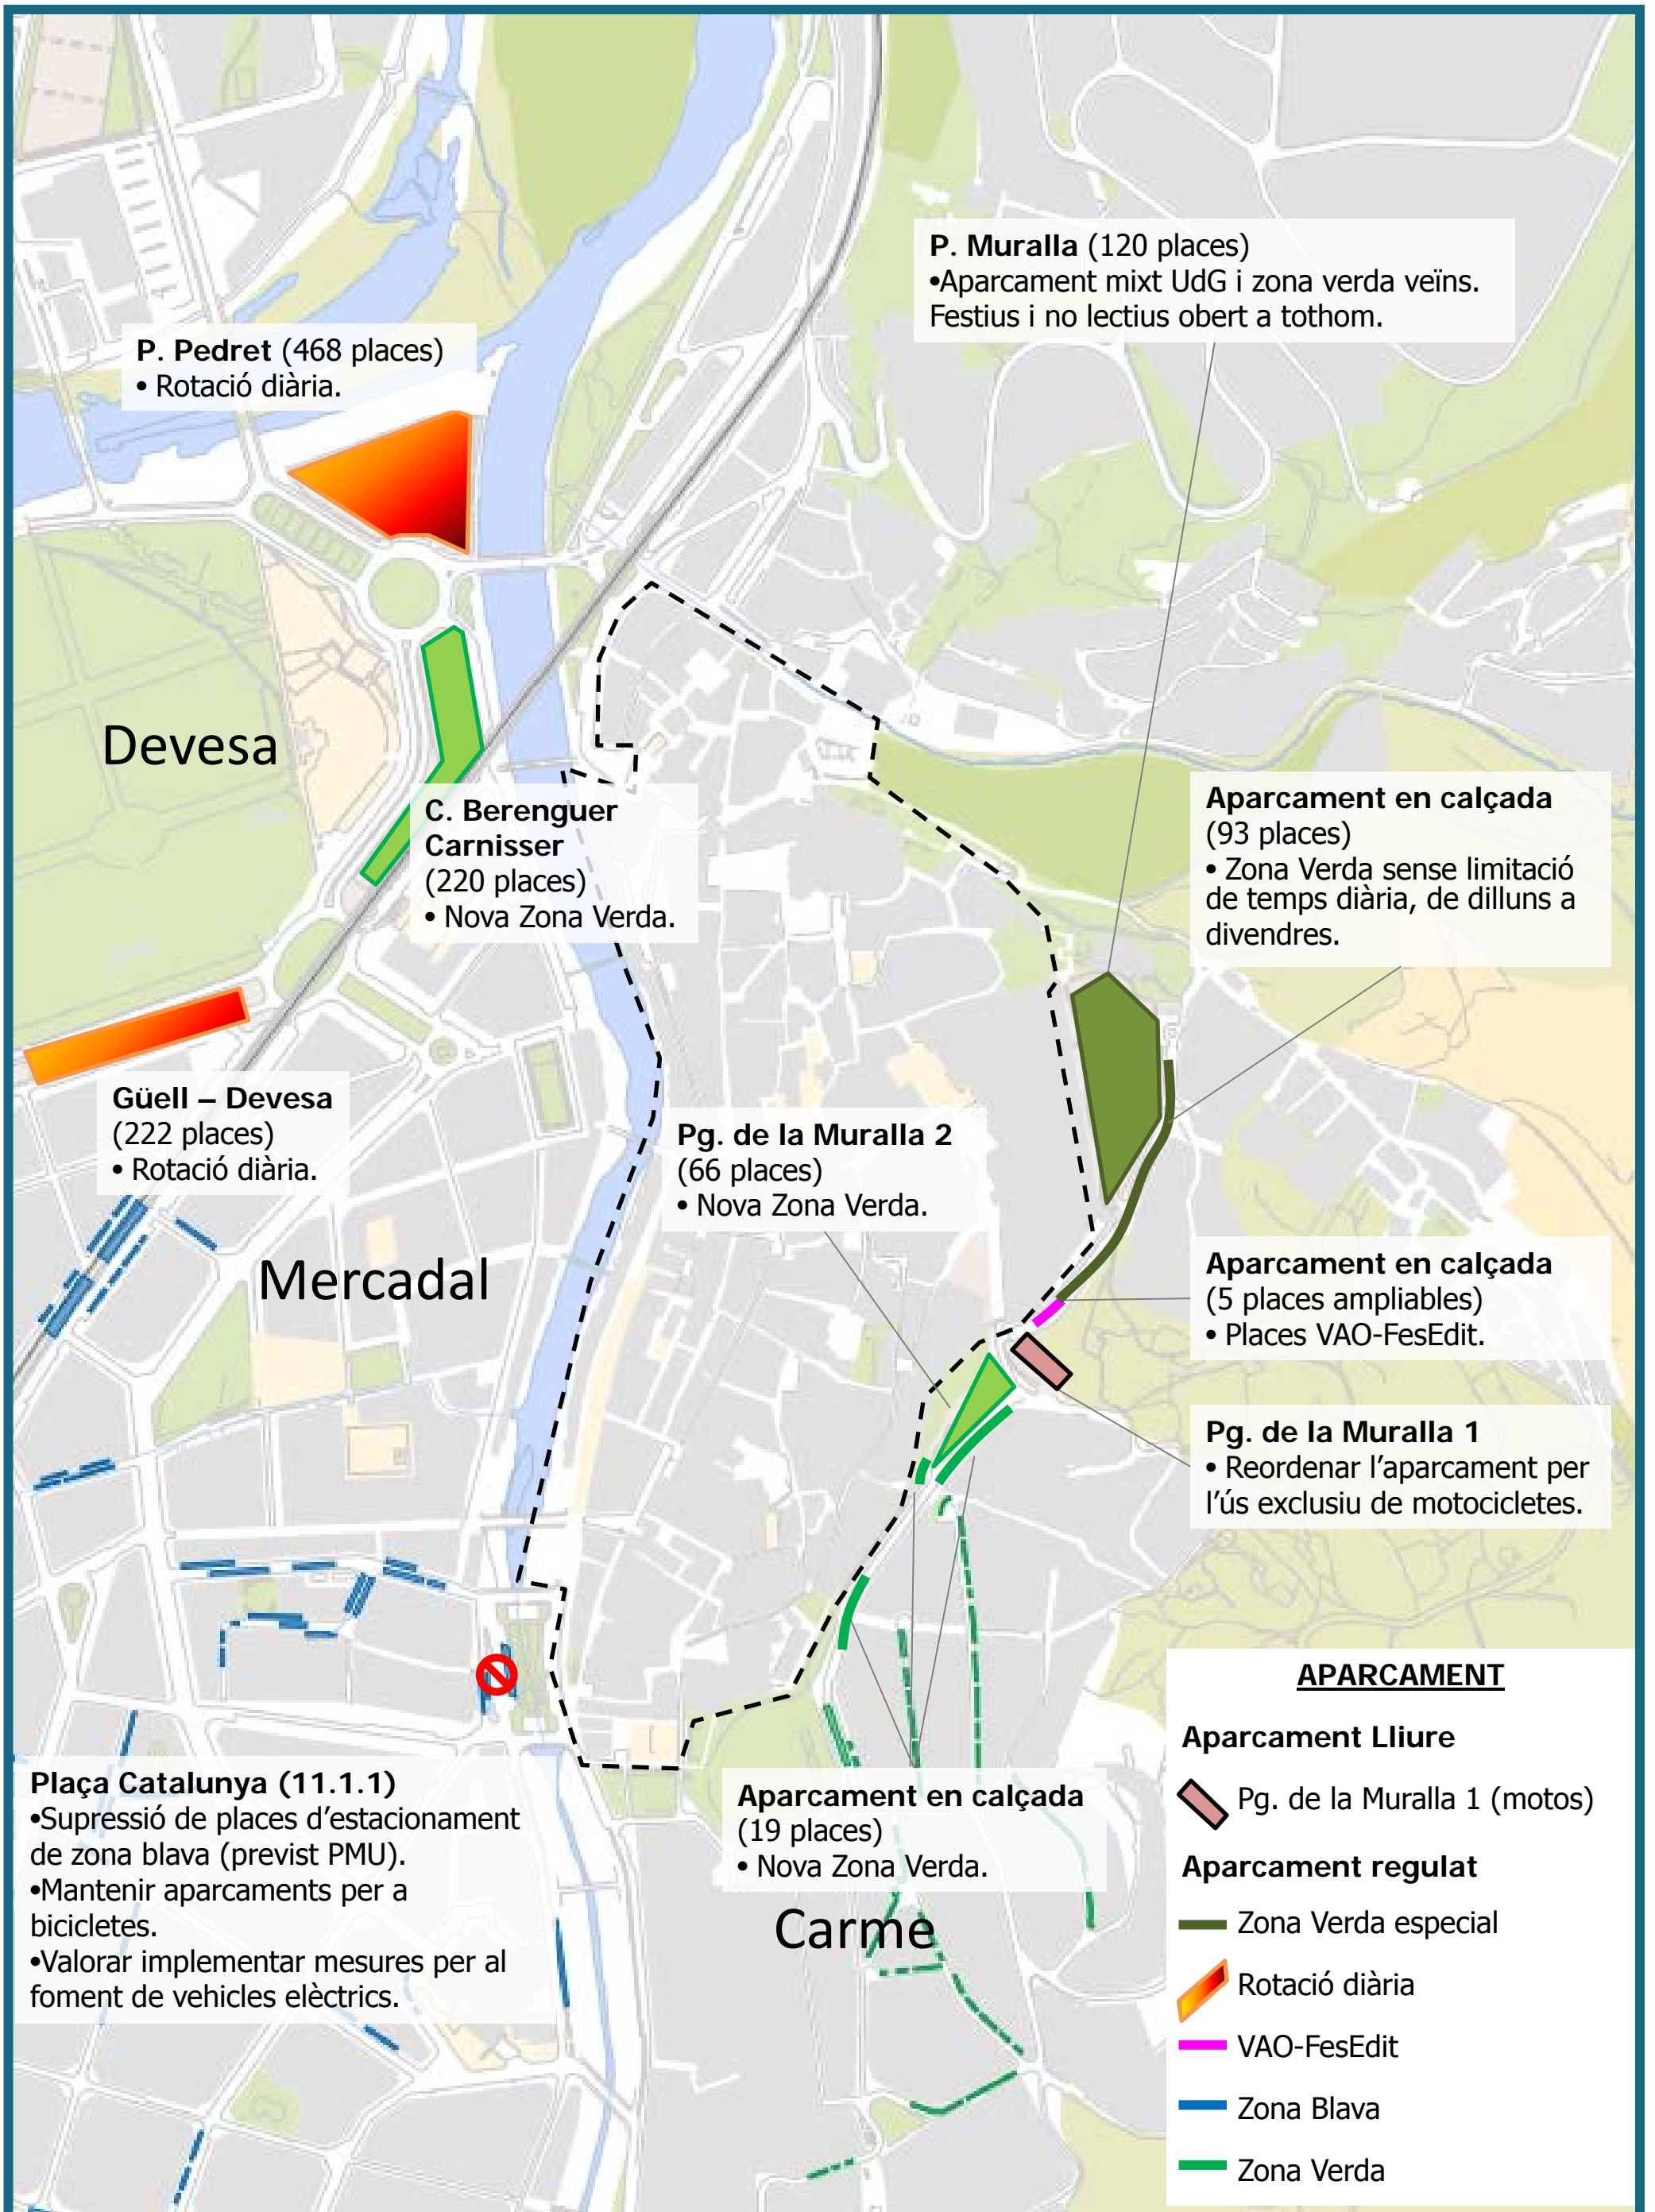 P. Muralla (120 places)
•Aparcament mixt UdG i zona verda veïns.
Festius i no lectius obert a tothom.
P. Pedret (468 places)
• Rotació diària.
Devesa
C. Berenguer
Carnisser
(220 places)
• Nova Zona Verda.
Aparcament en calçada
(93 places)
• Zona Verda sense limitació
de temps diària, de dilluns a
divendres.
Güell – Devesa
(222 places)
• Rotació diària.
Pg. de la Muralla 2
(66 places)
• Nova Zona Verda.
Mercadal
Aparcament en calçada
(5 places ampliables)
• Places VAO-FesEdit.
Pg. de la Muralla 1
• Reordenar l’aparcament per
l’ús exclusiu de motocicletes.
Plaça Catalunya (11.1.1)
•Supressió de places d’estacionament
de zona blava (previst PMU).
•Mantenir aparcaments per a
bicicletes.
•Valorar implementar mesures per al
foment de vehicles elèctrics.
Aparcament en calçada
(19 places)
• Nova Zona Verda.
Carme
APARCAMENT
Aparcament Lliure
Pg. de la Muralla 1 (motos)
Aparcament regulat
Zona Verda especial
Rotació diària
VAO-FesEdit
Zona Blava
Zona Verda